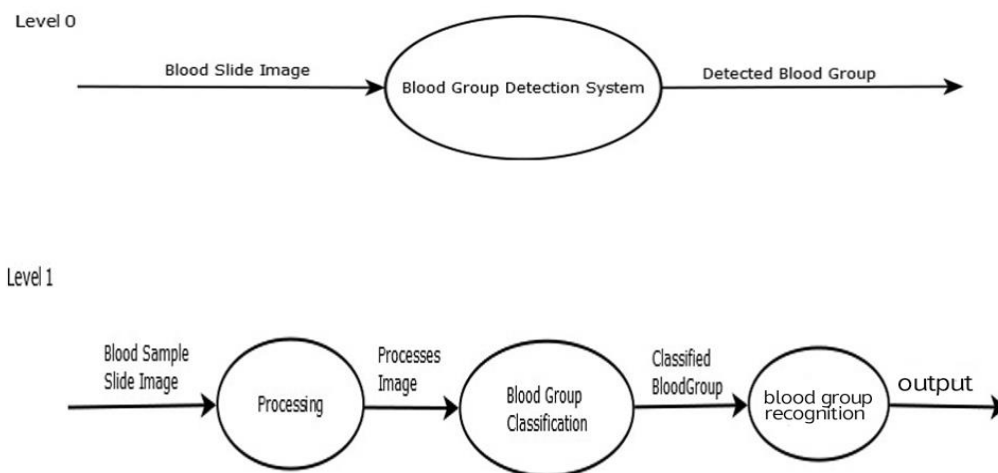 Level 0
Blood Slide Image
Blood Group Detection System
Detected Blood Group
Level 1
Blood Sample
Slide Image
Processing
Processes
Image
Blood Group
Classification
Classified
BloodGroup
blood group
recognition
output